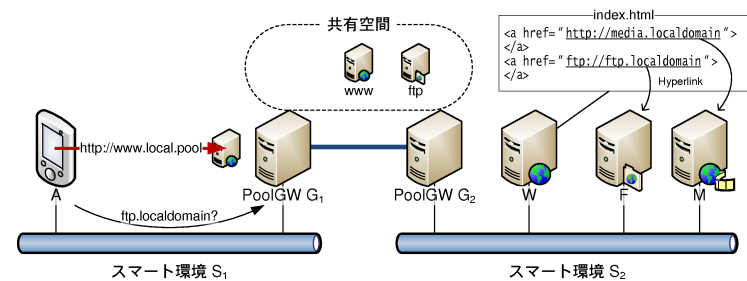 共有空間
www
ftp
index.html
<a href="http://media.localdomain">
</a>
<a href="ftp://ftp.localdomain">
</a>
Hyperlink
http://www.local.pool
A
PoolGW G1
PoolGW G2
W
F
M
ftp.localdomain?
スマート環境 S1
スマート環境 S2